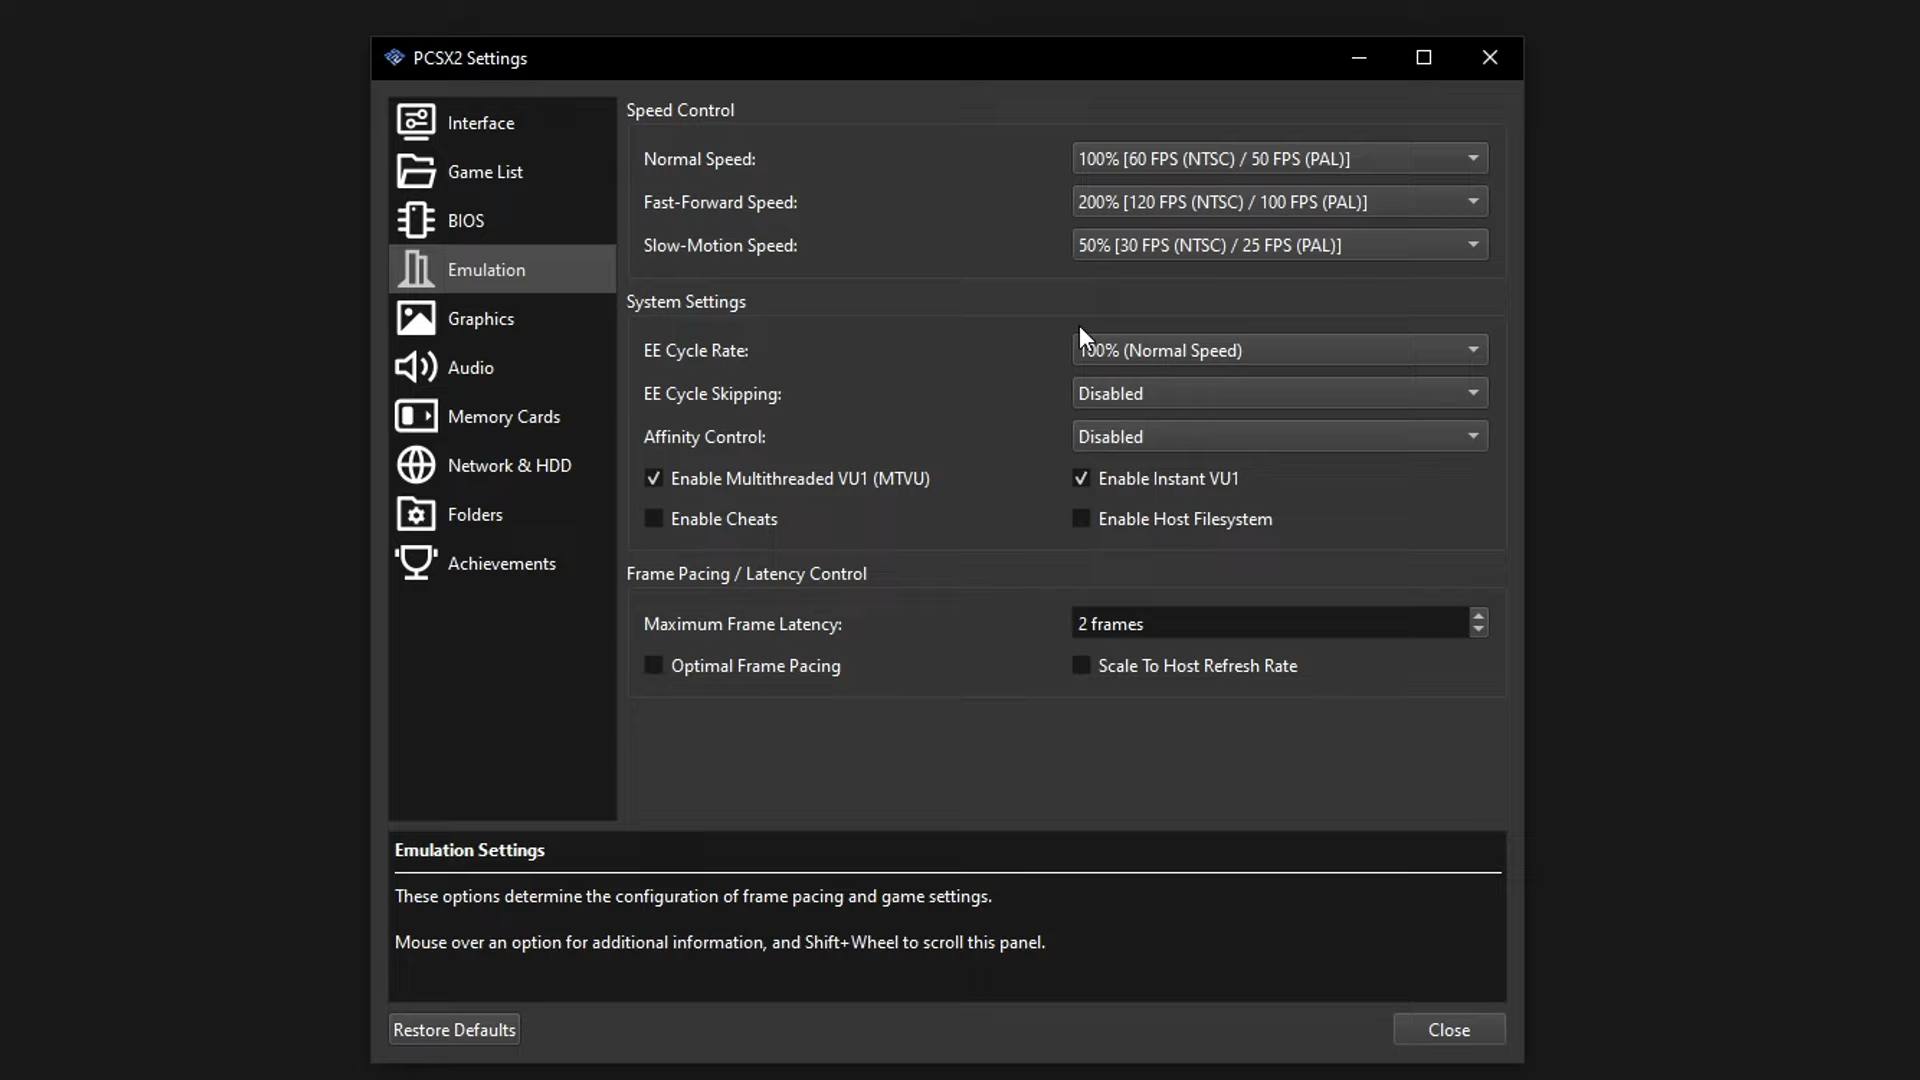 PCSX2 Settings
Interface
Game List
BIOS
Emulation
Graphics
Audio
Memory Cards
Network & HDD
Folders
Achievements
Speed Control
Normal Speed: 100% [60 FPS (NTSC) / 50 FPS (PAL)]
Fast-Forward Speed: 200% [120 FPS (NTSC) / 100 FPS (PAL)]
Slow-Motion Speed: 50% [30 FPS (NTSC) / 25 FPS (PAL)]
System Settings
EE Cycle Rate: 100% (Normal Speed)
EE Cycle Skipping: Disabled
Affinity Control: Disabled
Enable Multithreaded VU1 (MTVU) Enable Instant VU1
Enable Cheats Enable Host Filesystem
Frame Pacing / Latency Control
Maximum Frame Latency: 2 frames
Optimal Frame Pacing Scale To Host Refresh Rate
Emulation Settings
These options determine the configuration of frame pacing and game settings.
Mouse over an option for additional information, and Shift+Wheel to scroll this panel.
Restore Defaults Close